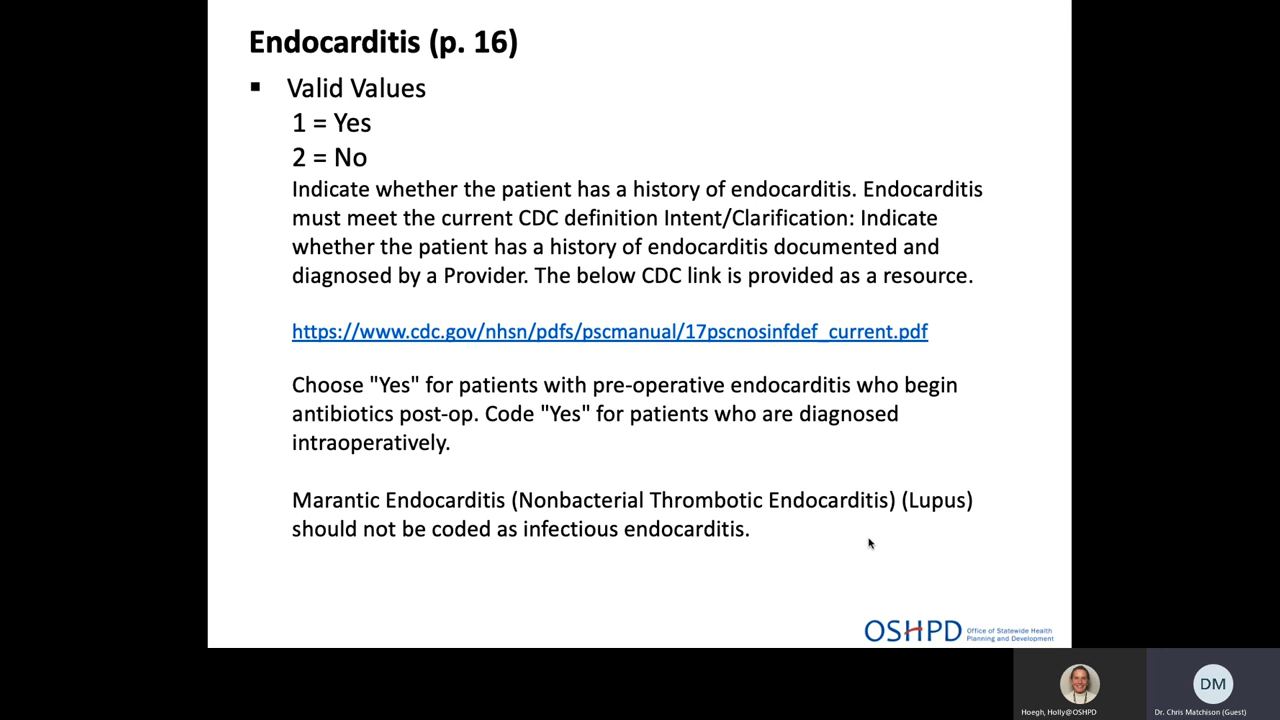 Endocarditis (p. 16)
▪ Valid Values
1 = Yes
2 = No
Indicate whether the patient has a history of endocarditis. Endocarditis
must meet the current CDC definition Intent/Clarification: Indicate
whether the patient has a history of endocarditis documented and
diagnosed by a Provider. The below CDC link is provided as a resource.
https://www.cdc.gov/nhsn/pdfs/pscmanual/17pscnosinfdef_current.pdf
Choose "Yes" for patients with pre-operative endocarditis who begin
antibiotics post-op. Code "Yes" for patients who are diagnosed
intraoperatively.
Marantic Endocarditis (Nonbacterial Thrombotic Endocarditis) (Lupus)
should not be coded as infectious endocarditis.
OSHPD Office of Statewide Health
Planning and Development
DM
Hoegh, Holly@OSHPD
Dr. Chris Matchison (Guest)